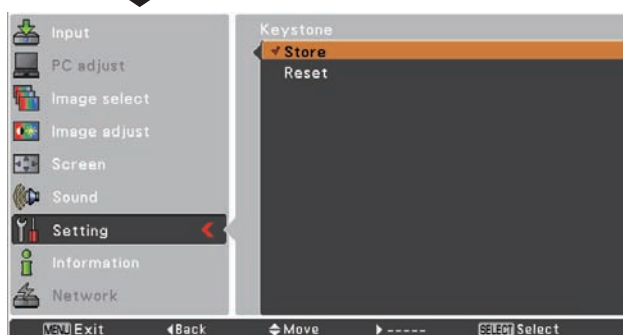 Input
PC adjust
Image select
Image adjust
Screen
Sound
Setting
Information
Network
Keystone
Store
Reset
MENU Exit ◀Back Move ▶ ----- SELECT Select